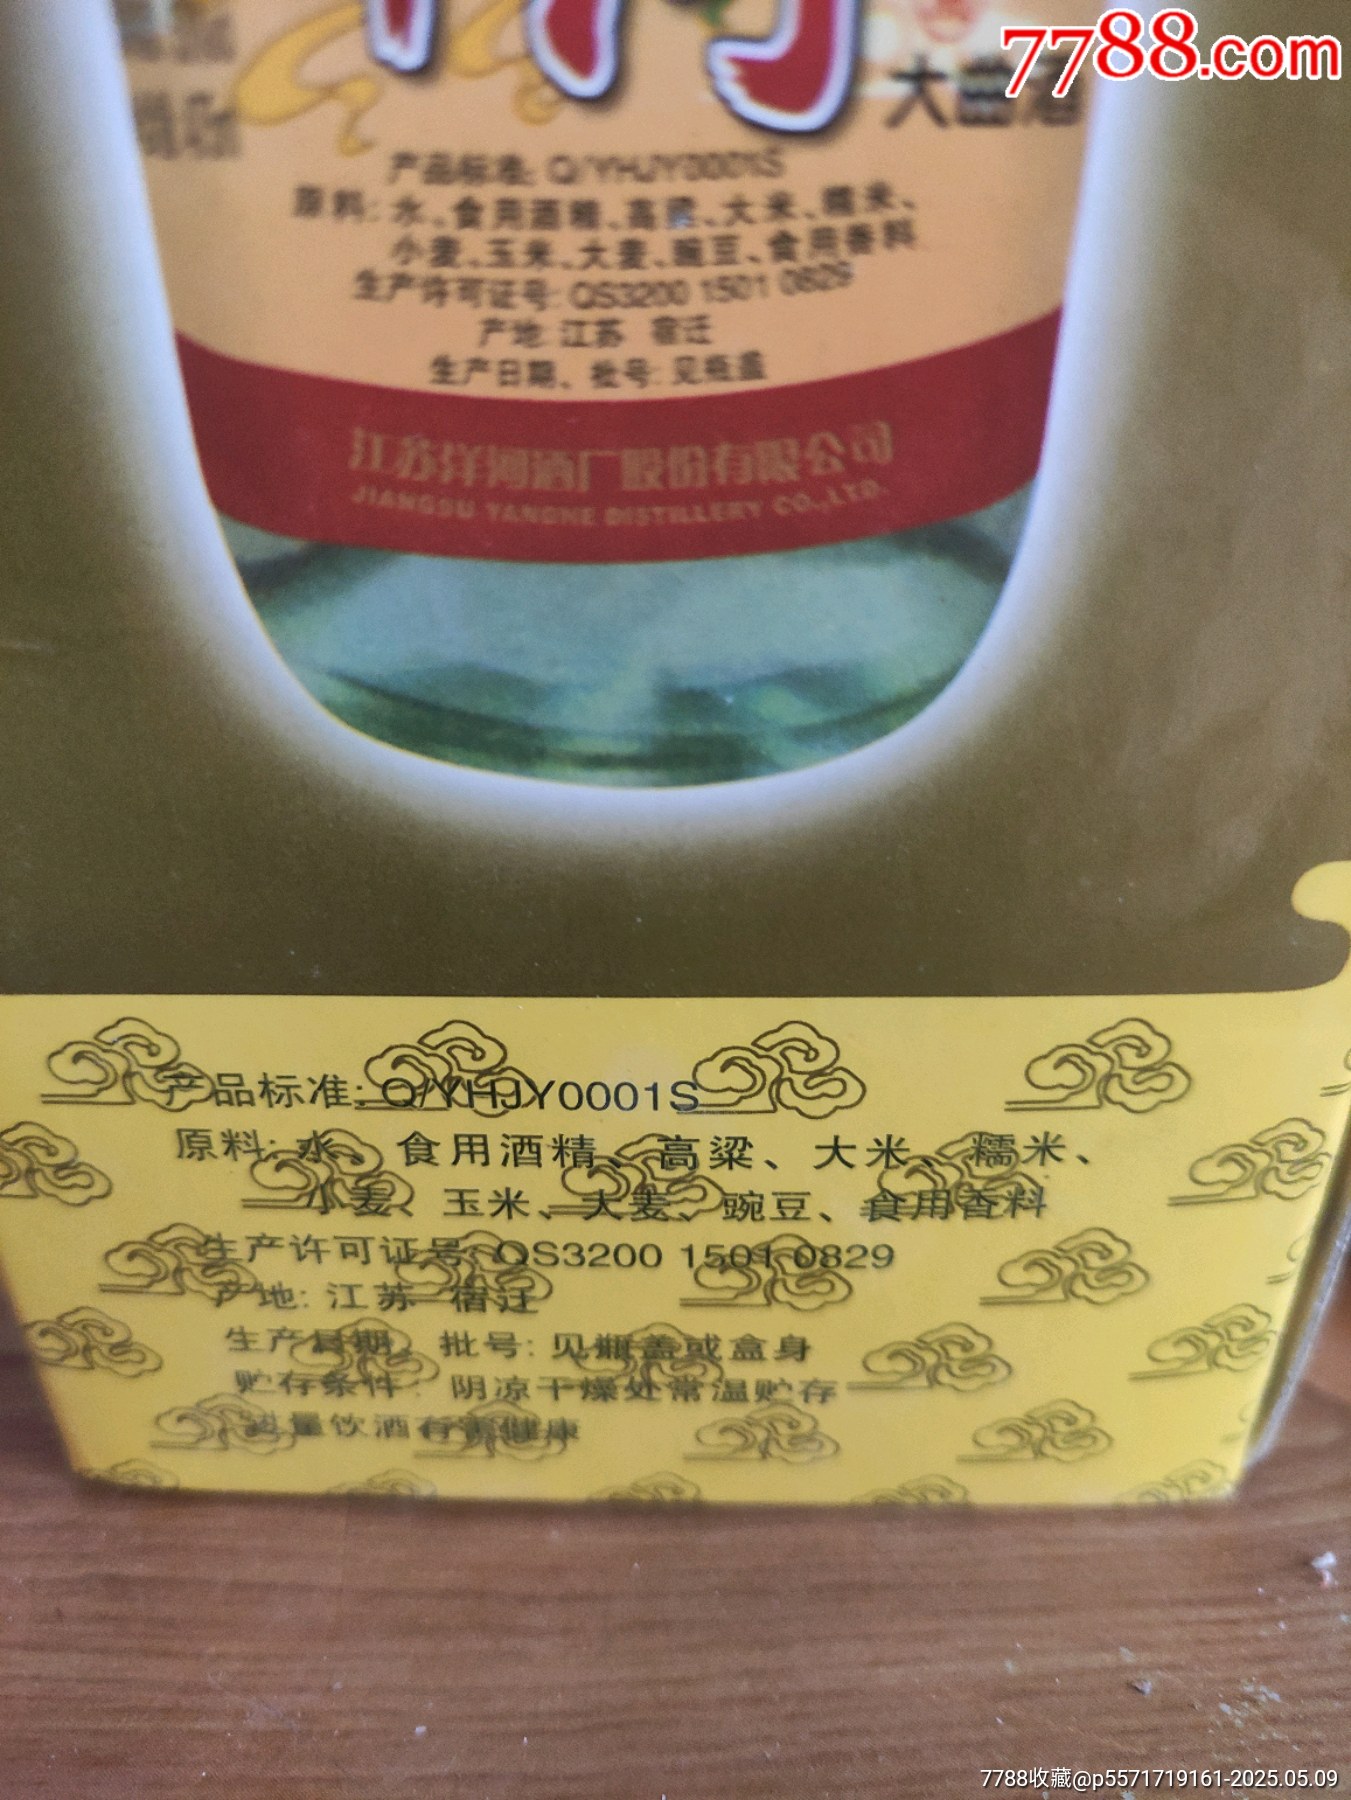 7788.com
大曲酒
产品标准: Q/YHJY0001S
原料: 水、食用酒精、高粱、大米、糯米、
小麦、玉米、大麦、豌豆、食用香料
生产许可证号: QS3200 1501 0829
产地: 江苏 宿迁
生产日期、批号: 见瓶盖
江苏洋河酒厂股份有限公司
JIANGSU YANGHE DISTILLERY CO.,LTD.
产品标准: Q/YHJY0001S
原料: 水、食用酒精、高粱、大米、糯米、
小麦、玉米、大麦、豌豆、食用香料
生产许可证号: QS3200 1501 0829
产地: 江苏 宿迁
生产日期、批号: 见瓶盖或盒身
贮存条件: 阴凉干燥处常温贮存
过量饮酒有害健康
7788收藏@p5571719161-2025.05.09